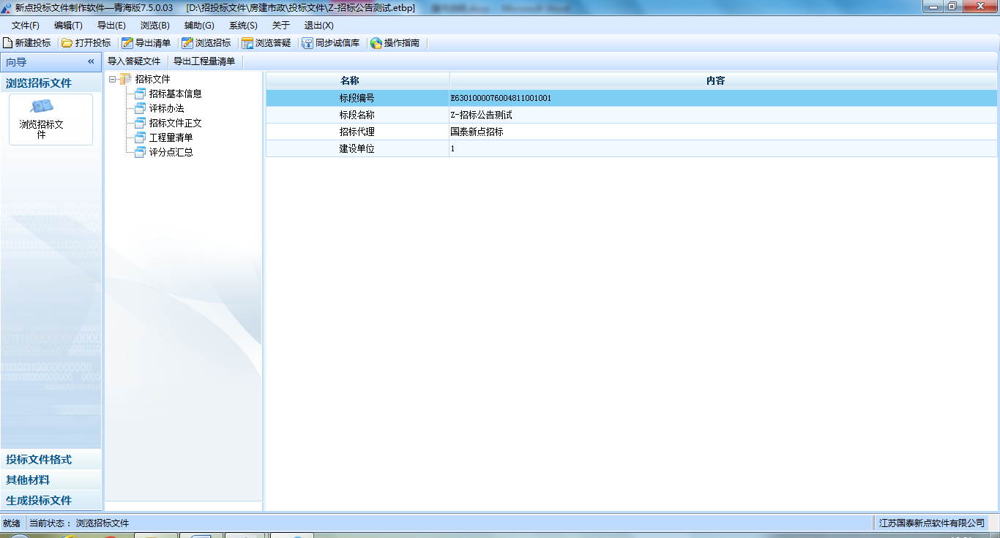 新点投标文件制作软件—青海版7.5.0.03 [D:\招投标文件\房建市政\投标文件\Z-招标公告测试.etbp]
文件(F) 编辑(T) 导出(E) 浏览(B) 辅助(G) 系统(S) 关于 退出(X)
新建投标 打开投标 导出清单 浏览招标 浏览答疑 同步诚信库 操作指南
向导 «
导入答疑文件 导出工程量清单
浏览招标文件
浏览招标文
件
投标文件格式
其他材料
生成投标文件
招标文件
招标基本信息
评标办法
招标文件正文
工程量清单
评分点汇总
名称 内容
标段编号 E6301000076004811001001
标段名称 Z-招标公告测试
招标代理 国泰新点招标
建设单位 1
就绪 当前状态： 浏览招标文件 江苏国泰新点软件有限公司